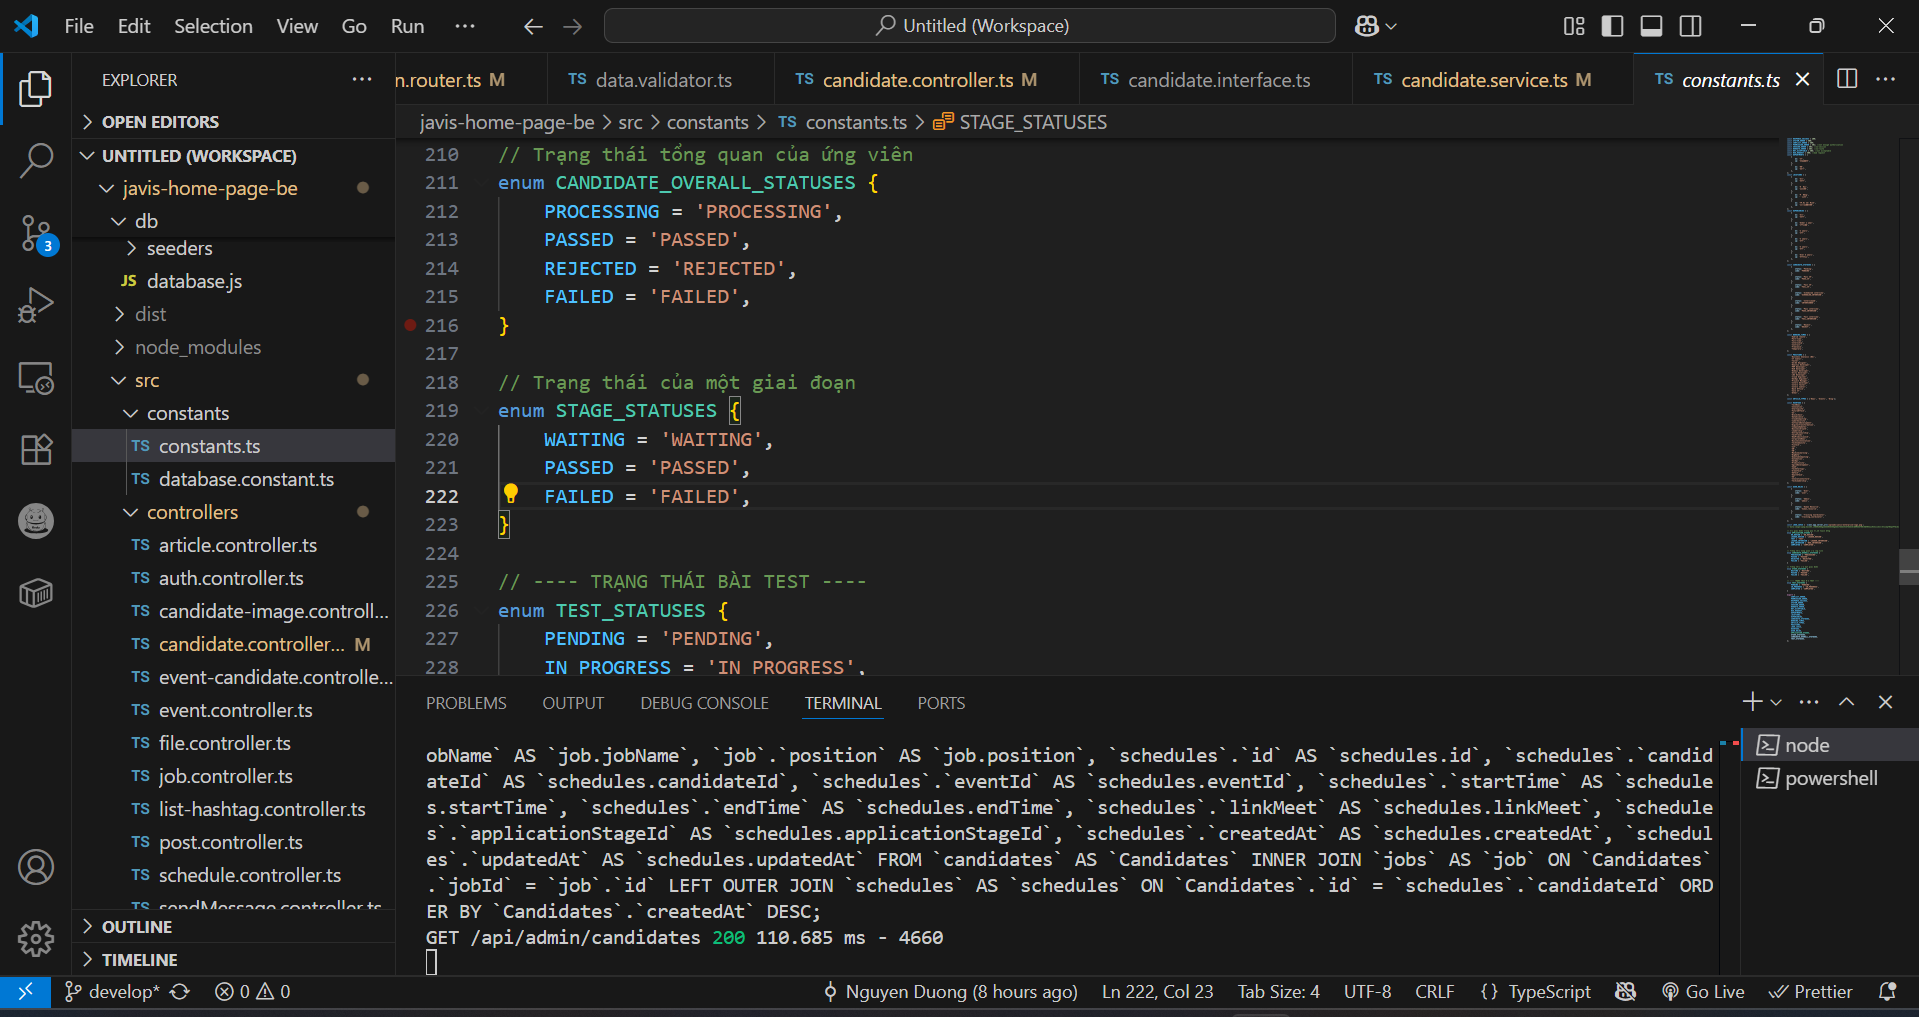 File Edit Selection View Go Run ··· Untitled (Workspace)
EXPLORER ···
n.router.ts M TS data.validator.ts TS candidate.controller.ts M TS candidate.interface.ts TS candidate.service.ts M TS constants.ts ···
javis-home-page-be > src > constants > TS constants.ts > STAGE_STATUSES
OPEN EDITORS
UNTITLED (WORKSPACE)
javis-home-page-be
db
seeders
JS database.js
dist
node_modules
src
constants
TS constants.ts
TS database.constant.ts
controllers
TS article.controller.ts
TS auth.controller.ts
TS candidate-image.controll...
TS candidate.controller... M
TS event-candidate.controlle...
TS event.controller.ts
TS file.controller.ts
TS job.controller.ts
TS list-hashtag.controller.ts
TS post.controller.ts
TS schedule.controller.ts
TS sendMessage.controller.ts
OUTLINE
TIMELINE
3
210 // Trạng thái tổng quan của ứng viên
211 enum CANDIDATE_OVERALL_STATUSES {
212 PROCESSING = 'PROCESSING',
213 PASSED = 'PASSED',
214 REJECTED = 'REJECTED',
215 FAILED = 'FAILED',
216 }
217
218 // Trạng thái của một giai đoạn
219 enum STAGE_STATUSES {
220 WAITING = 'WAITING',
221 PASSED = 'PASSED',
222 FAILED = 'FAILED',
223 }
224
225 // ---- TRẠNG THÁI BÀI TEST ----
226 enum TEST_STATUSES {
227 PENDING = 'PENDING',
228 IN_PROGRESS = 'IN_PROGRESS',
PROBLEMS OUTPUT DEBUG CONSOLE TERMINAL PORTS ···
obName` AS `job.jobName`, `job`.`position` AS `job.position`, `schedules`.`id` AS `schedules.id`, `schedules`.`candid
ateId` AS `schedules.candidateId`, `schedules`.`eventId` AS `schedules.eventId`, `schedules`.`startTime` AS `schedule
s.startTime`, `schedules`.`endTime` AS `schedules.endTime`, `schedules`.`linkMeet` AS `schedules.linkMeet`, `schedule
s`.`applicationStageId` AS `schedules.applicationStageId`, `schedules`.`createdAt` AS `schedules.createdAt`, `schedul
es`.`updatedAt` AS `schedules.updatedAt` FROM `candidates` AS `Candidates` INNER JOIN `jobs` AS `job` ON `Candidates`
.`jobId` = `job`.`id` LEFT OUTER JOIN `schedules` AS `schedules` ON `Candidates`.`id` = `schedules`.`candidateId` ORD
ER BY `Candidates`.`createdAt` DESC;
GET /api/admin/candidates 200 110.685 ms - 4660
node
powershell
develop* 0 0 Nguyen Duong (8 hours ago) Ln 222, Col 23 Tab Size: 4 UTF-8 CRLF {} TypeScript Go Live Prettier